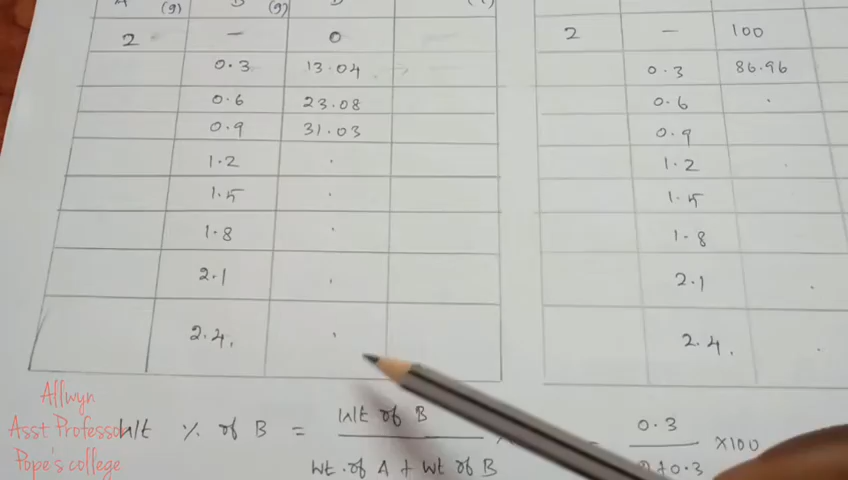 A (g) B (g) B
2 — 0
0.3 13.04
0.6 23.08
0.9 31.03
1.2 .
1.5 .
1.8 .
2.1 .
2.4. .
2 — 100
0.3 86.96
0.6 .
0.9
1.2 .
1.5
1.8
2.1 .
2.4. .
Wt % of B = Wt of B / Wt. of A + Wt of B = 0.3 / +0.3 ×100
Allwyn
Asst Professor
Pope's college